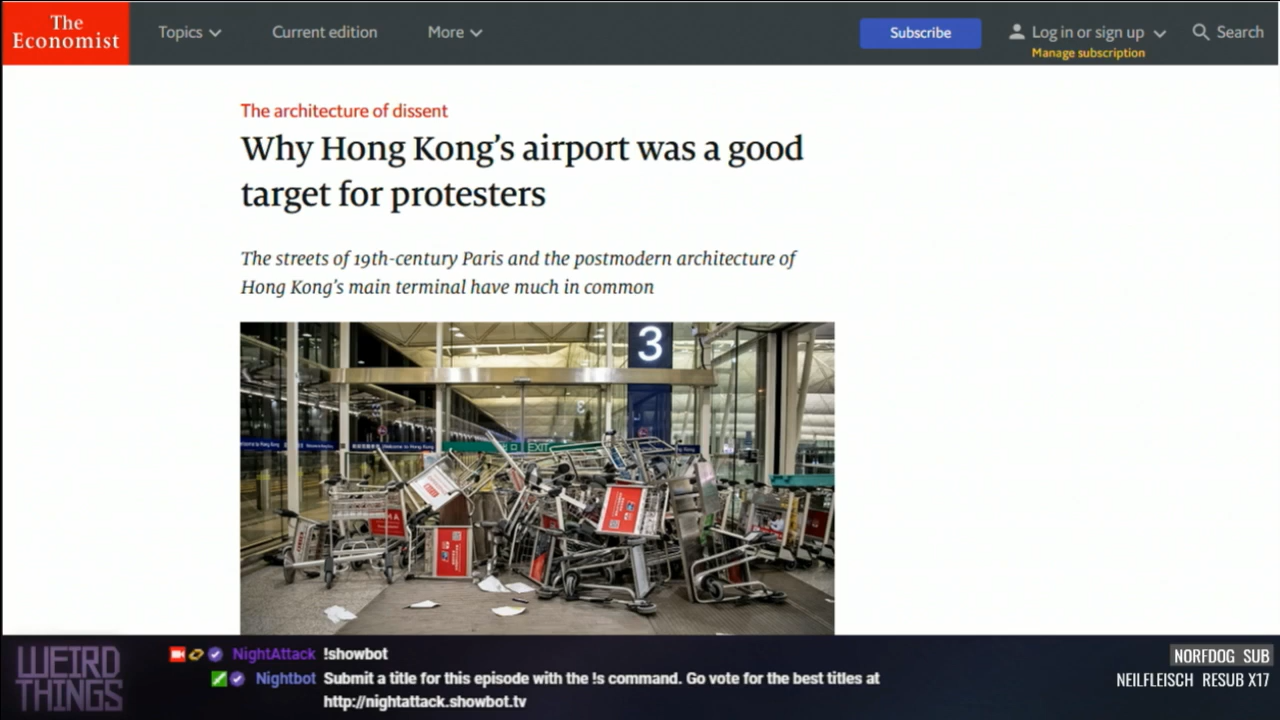 The
Economist
Topics
Current edition
More
Subscribe
Log in or sign up
Manage subscription
Search
The architecture of dissent
Why Hong Kong's airport was a good
target for protesters
The streets of 19th-century Paris and the postmodern architecture of
Hong Kong's main terminal have much in common
3
EXIT
WEIRD
THINGS
NightAttack !showbot
Nightbot Submit a title for this episode with the !s command. Go vote for the best titles at
http://nightattack.showbot.tv
NORFDOG SUB
NEILFLEISCH RESUB X17